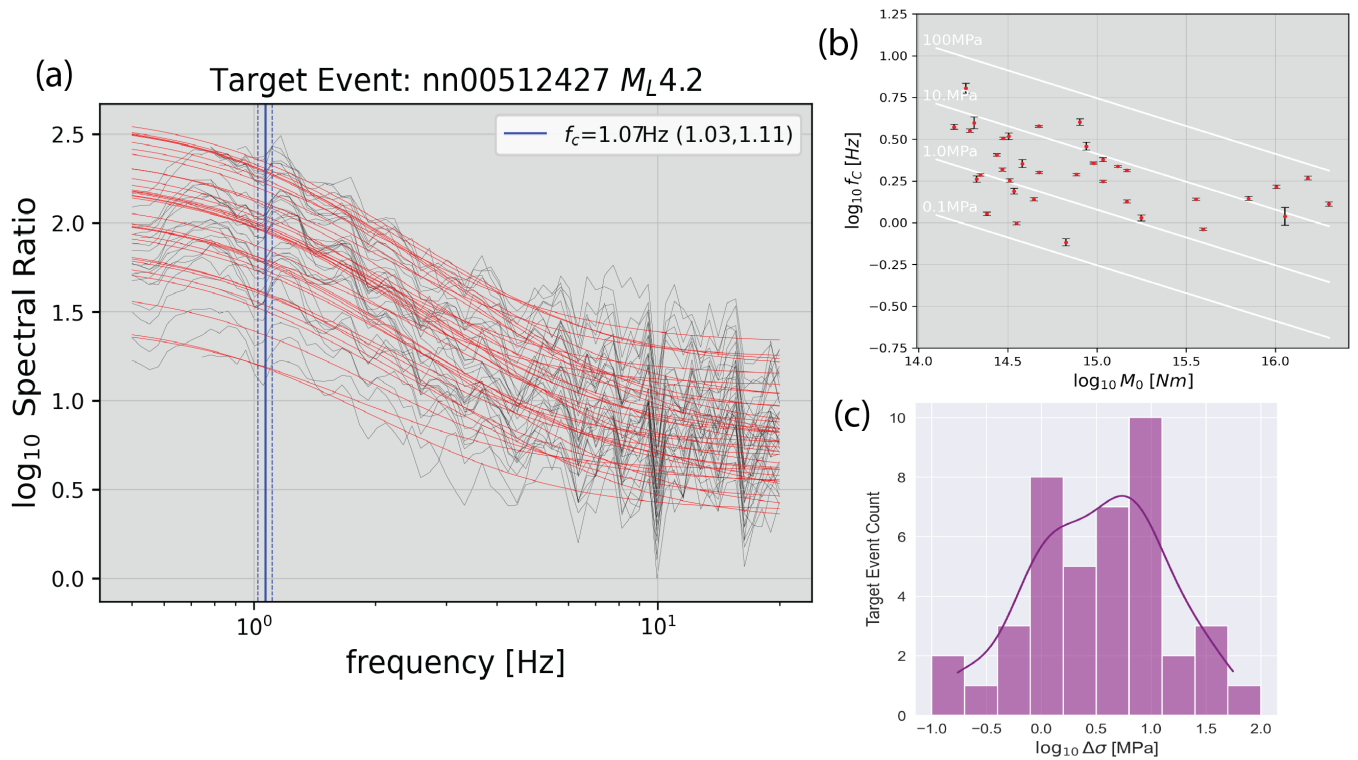 (a)
Target Event: nn00512427 M_L4.2
f_c=1.07Hz (1.03,1.11)
2.5
2.0
1.5
1.0
0.5
0.0
log₁₀ Spectral Ratio
10⁰
10¹
frequency [Hz]
(b)
1.25
1.00
0.75
0.50
0.25
0.00
−0.25
−0.50
−0.75
log₁₀ f_C [Hz]
100MPa
10.MPa
1.0MPa
0.1MPa
14.0
14.5
15.0
15.5
16.0
log₁₀ M₀ [Nm]
(c)
10
8
6
4
2
0
Target Event Count
−1.0
−0.5
0.0
0.5
1.0
1.5
2.0
log₁₀ Δσ [MPa]